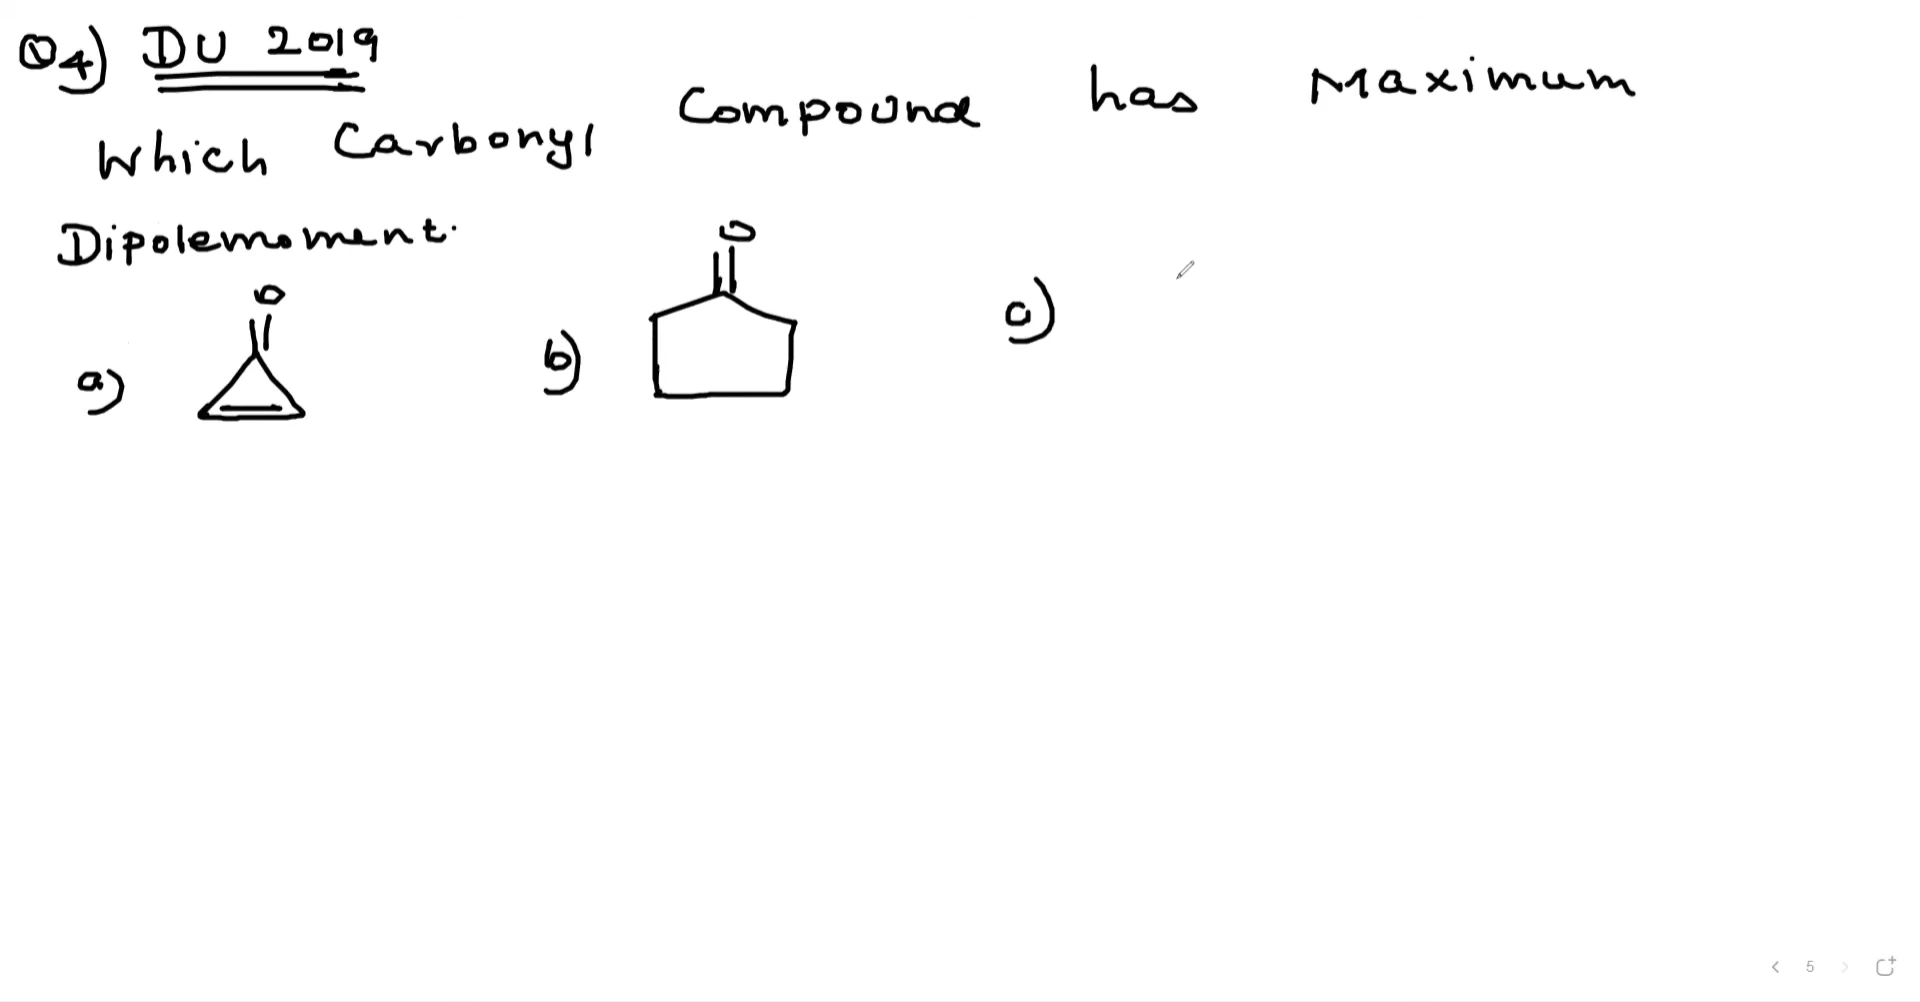 Q4) DU 2019
Which Carbonyl Compound has Maximum
Dipolemoment.
a) O
b) O
c)
5